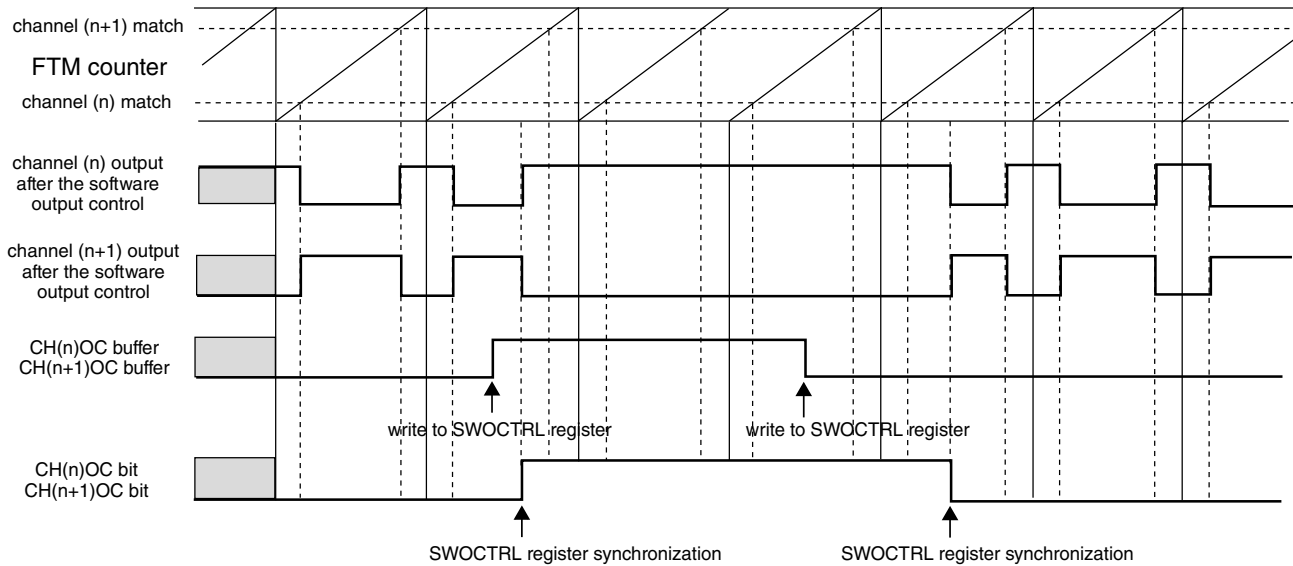 channel (n+1) match
FTM counter
channel (n) match
channel (n) output
after the software
output control
channel (n+1) output
after the software
output control
CH(n)OC buffer
CH(n+1)OC buffer
write to SWOCTRL register
write to SWOCTRL register
CH(n)OC bit
CH(n+1)OC bit
SWOCTRL register synchronization
SWOCTRL register synchronization